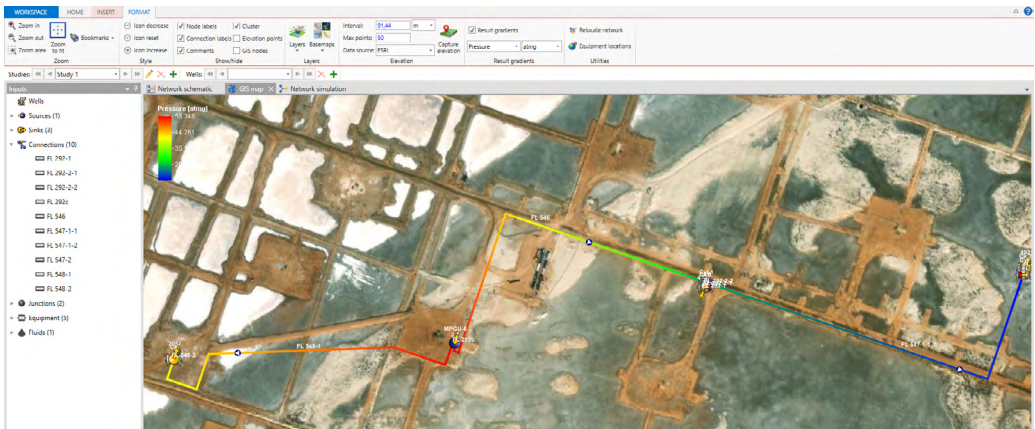 WORKSPACE HOME INSERT FORMAT
Zoom in
Zoom out
Zoom area
Zoom to fit
Bookmarks
Zoom
Icon decrease
Icon reset
Icon increase
Style
Node labels
Connection labels
Comments
Cluster
Elevation points
GIS nodes
Show/hide
Layers Basemaps
Layers
Interval: 91,44 m
Max points: 50
Data source: ESRI
Capture elevation
Elevation
Result gradients
Pressure atmg
Result gradients
Relocate network
Equipment locations
Utilities
Studies: Study 1 Wells:
Inputs
Network schematic GIS map Network simulation
Wells
Sources (1)
Sinks (3)
Connections (10)
FL 292-1
FL 292-2-1
FL 292-2-2
FL 292c
FL 546
FL 547-1-1
FL 547-1-2
FL 547-2
FL 548-1
FL 548-2
Junctions (2)
Equipment (5)
Fluids (1)
Pressure [atmg]
44.261
FL 546
FL 547-1-1